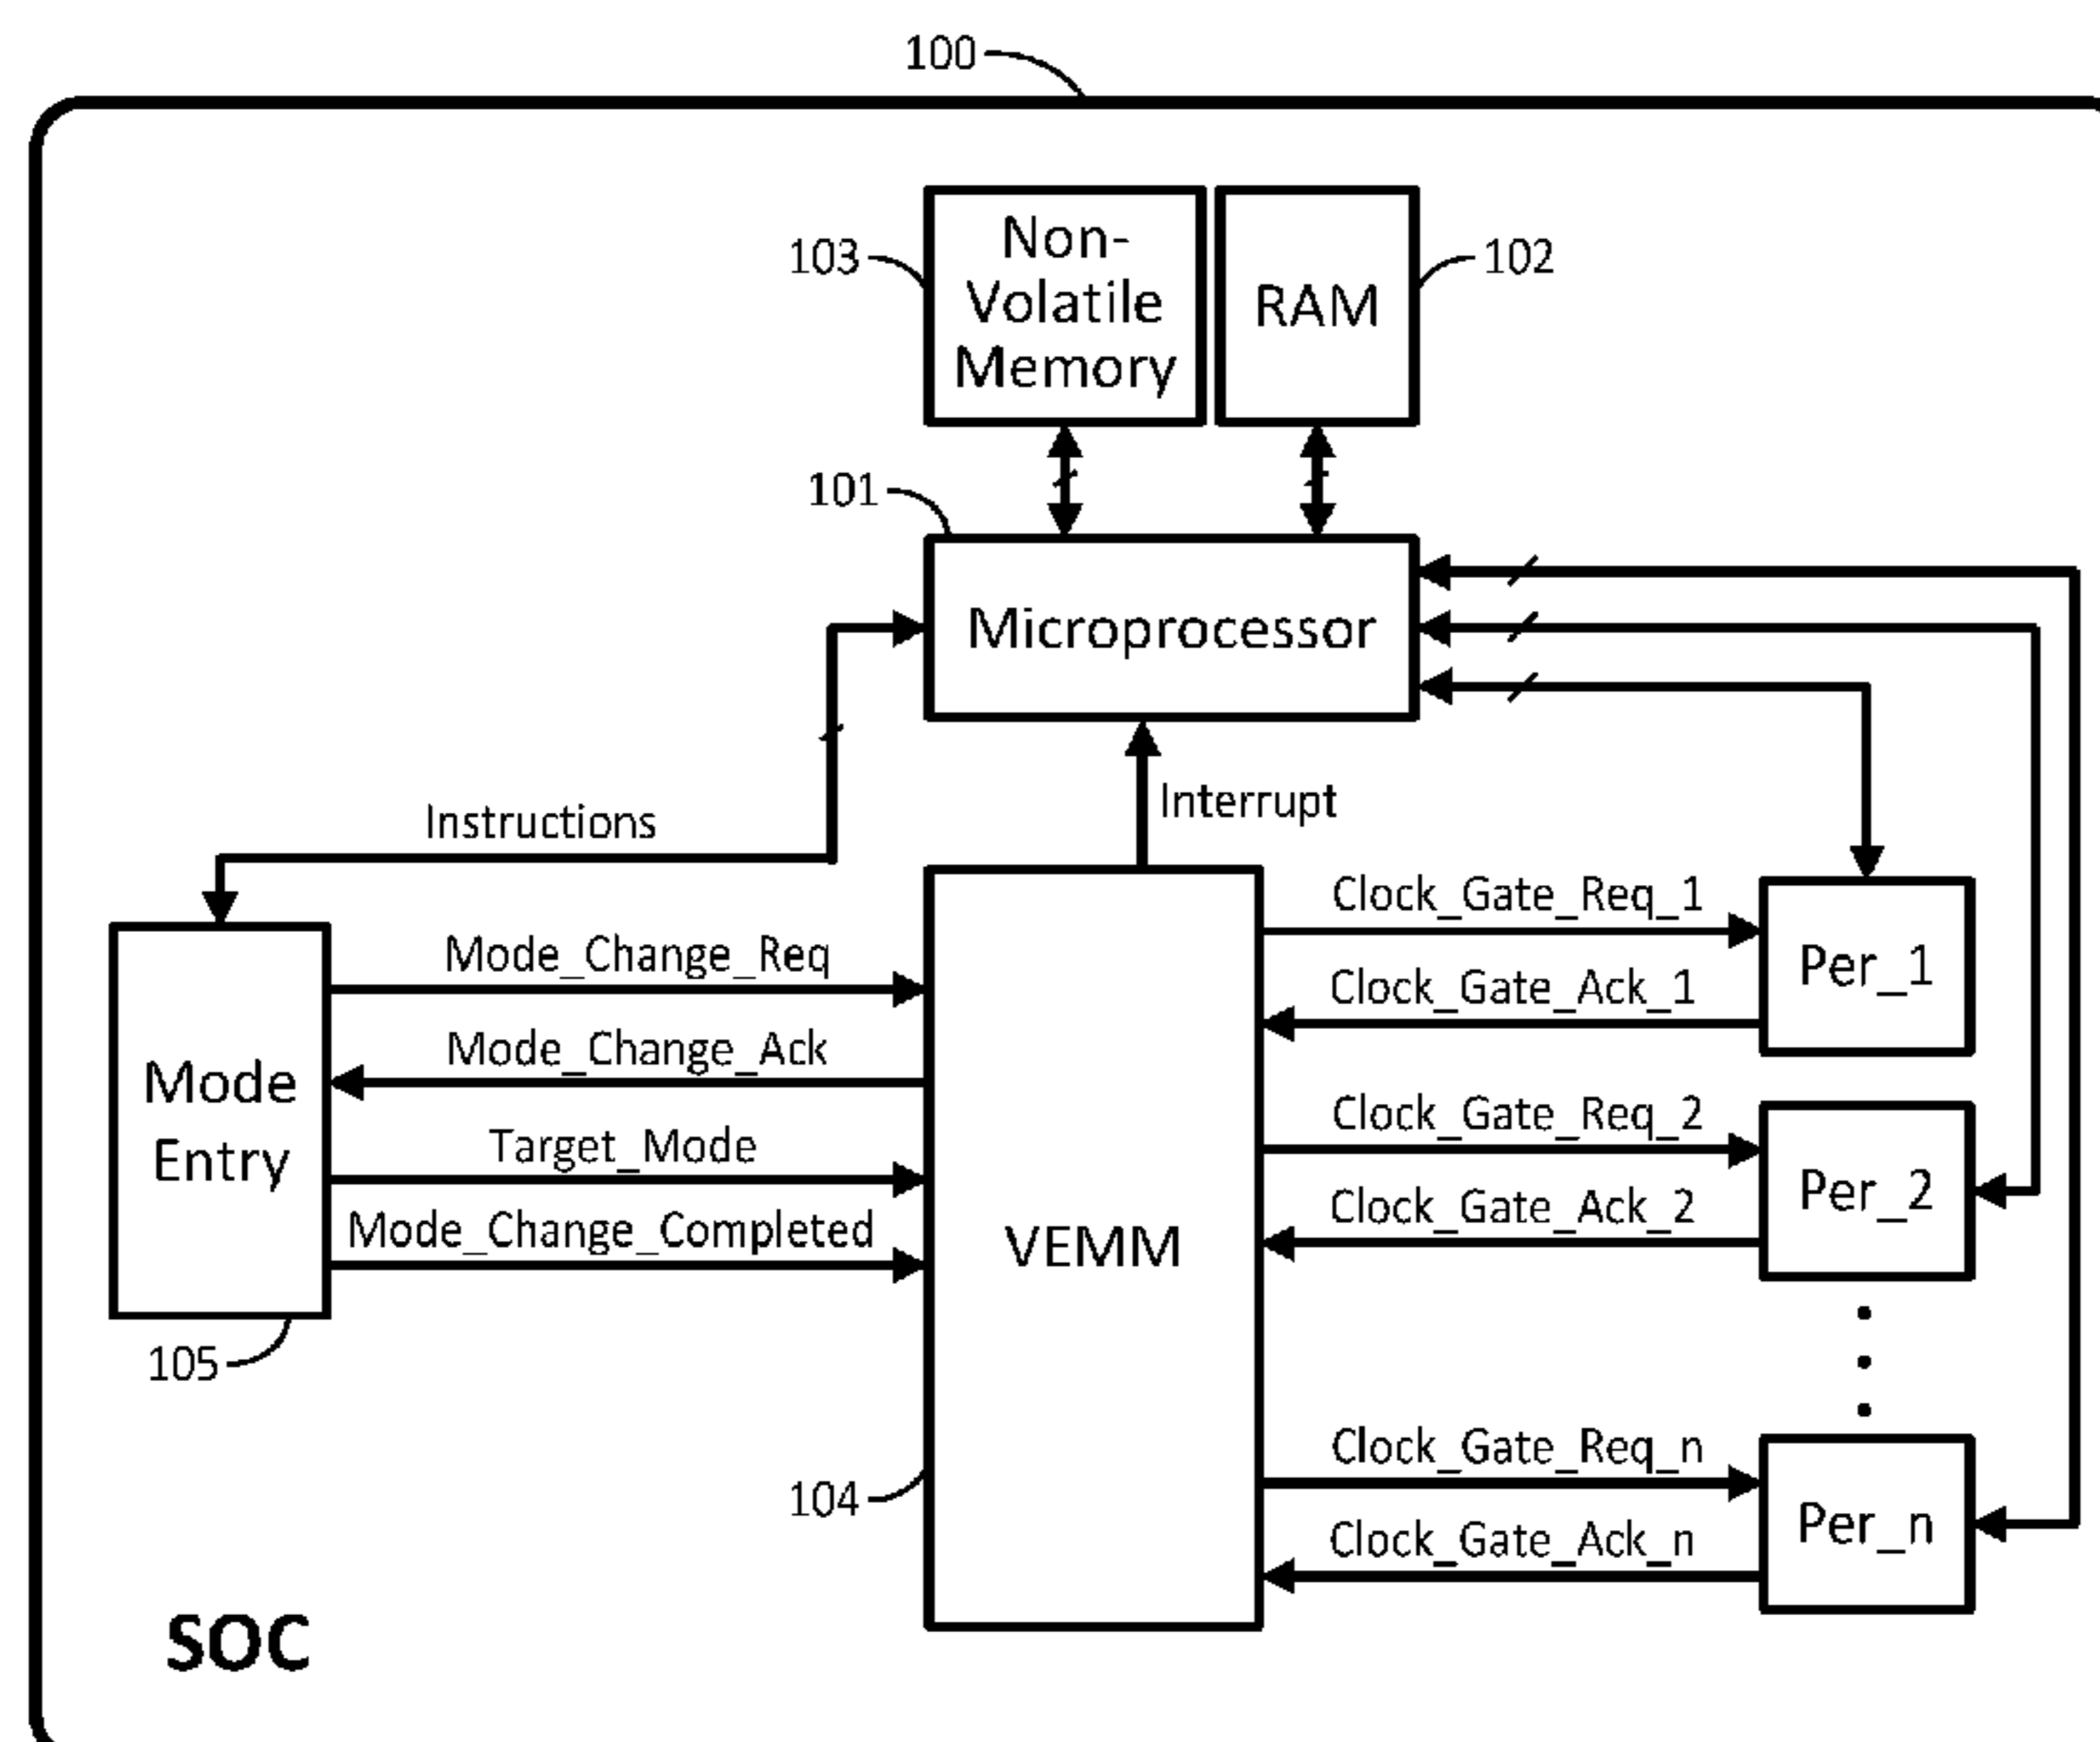 100
103
Non-
Volatile
Memory
RAM
102
101
Microprocessor
Instructions
Interrupt
Mode_Change_Req
Mode_Change_Ack
Target_Mode
Mode_Change_Completed
Mode
Entry
105
VEMM
104
Clock_Gate_Req_1
Clock_Gate_Ack_1
Per_1
Clock_Gate_Req_2
Clock_Gate_Ack_2
Per_2
Clock_Gate_Req_n
Clock_Gate_Ack_n
Per_n
SOC